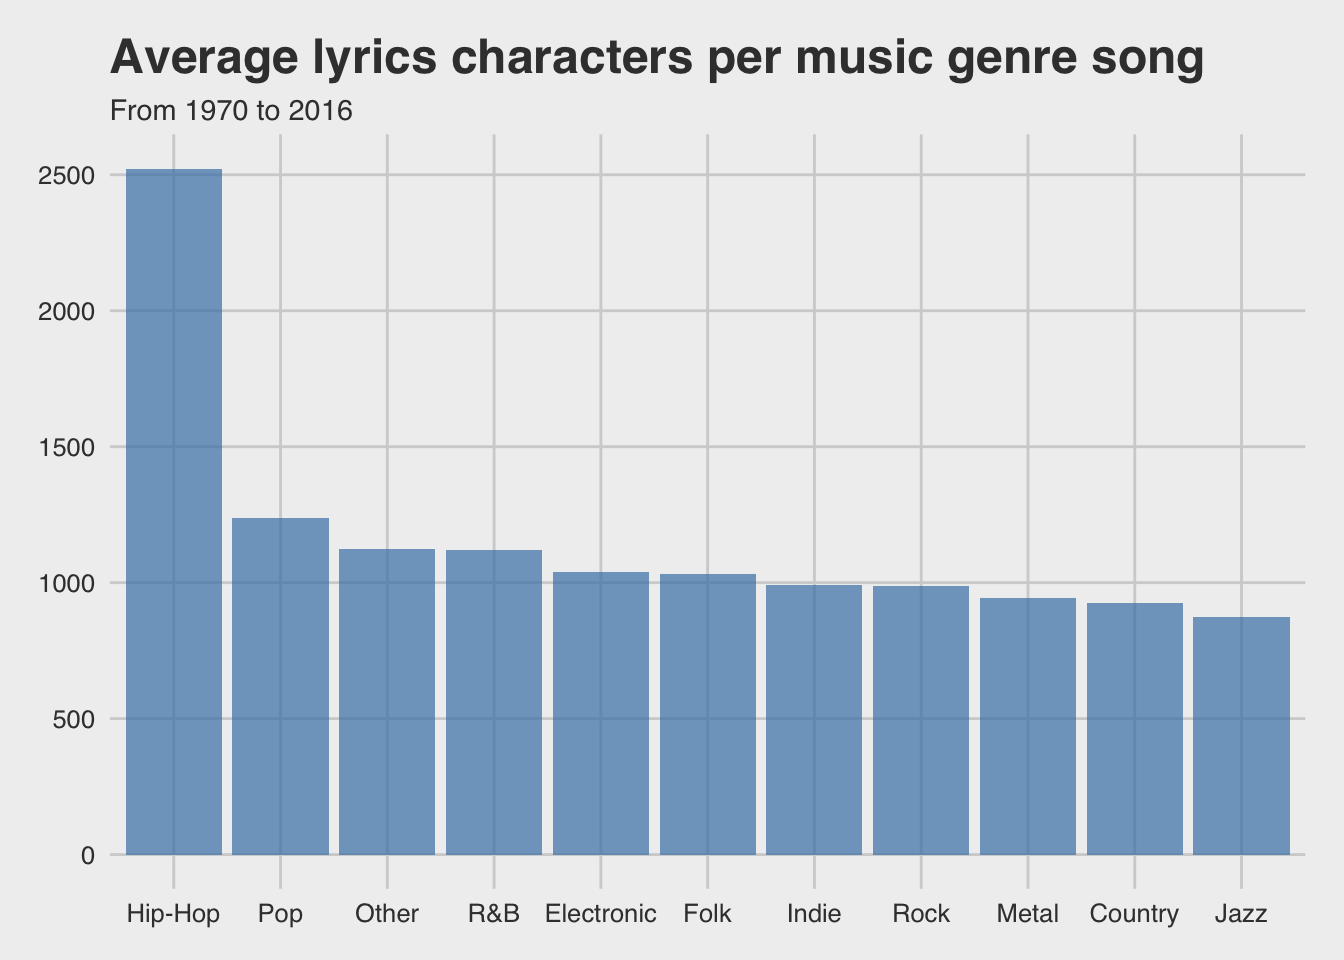 Average lyrics characters per music genre song
From 1970 to 2016
2500
2000
1500
1000
500
0
Hip-Hop Pop Other R&B Electronic Folk Indie Rock Metal Country Jazz